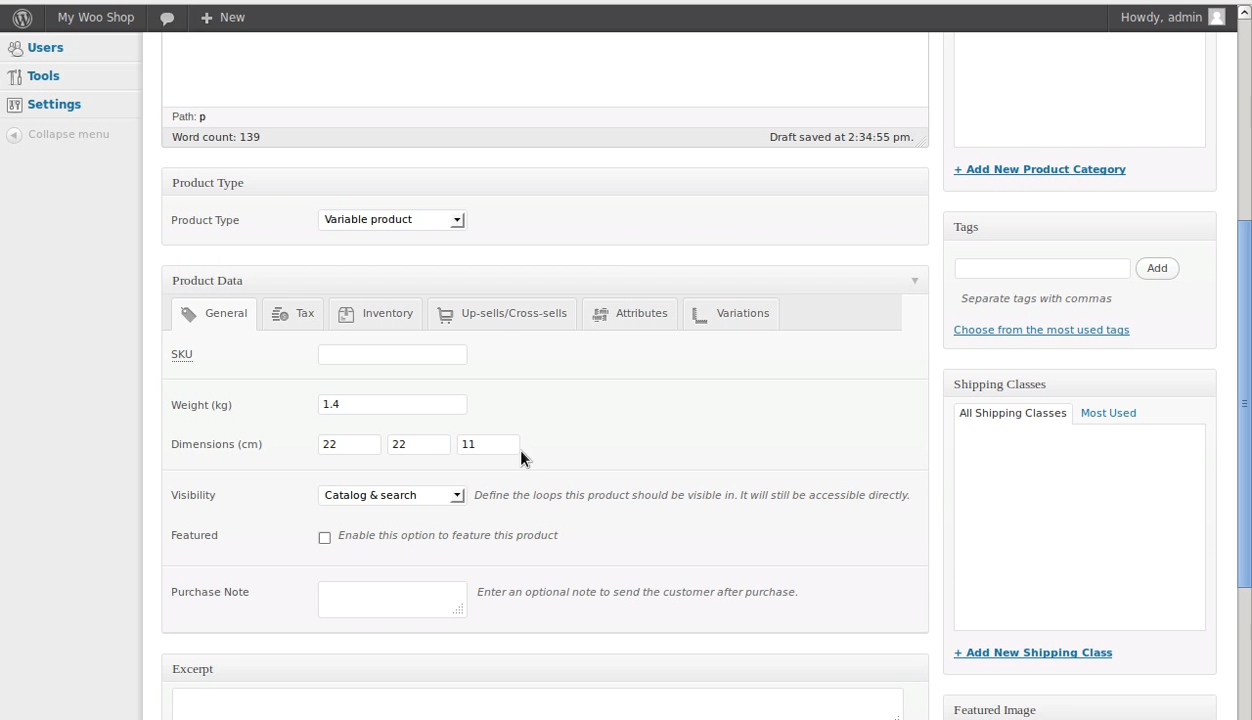 My Woo Shop New Howdy, admin
Users
Tools
Settings
Collapse menu
Path: p
Word count: 139 Draft saved at 2:34:55 pm.
Product Type
Product Type Variable product
Product Data
General Tax Inventory Up-sells/Cross-sells Attributes Variations
SKU
Weight (kg) 1.4
Dimensions (cm) 22 22 11
Visibility Catalog & search Define the loops this product should be visible in. It will still be accessible directly.
Featured Enable this option to feature this product
Purchase Note Enter an optional note to send the customer after purchase.
Excerpt
+ Add New Product Category
Tags
Add
Separate tags with commas
Choose from the most used tags
Shipping Classes
All Shipping Classes Most Used
+ Add New Shipping Class
Featured Image